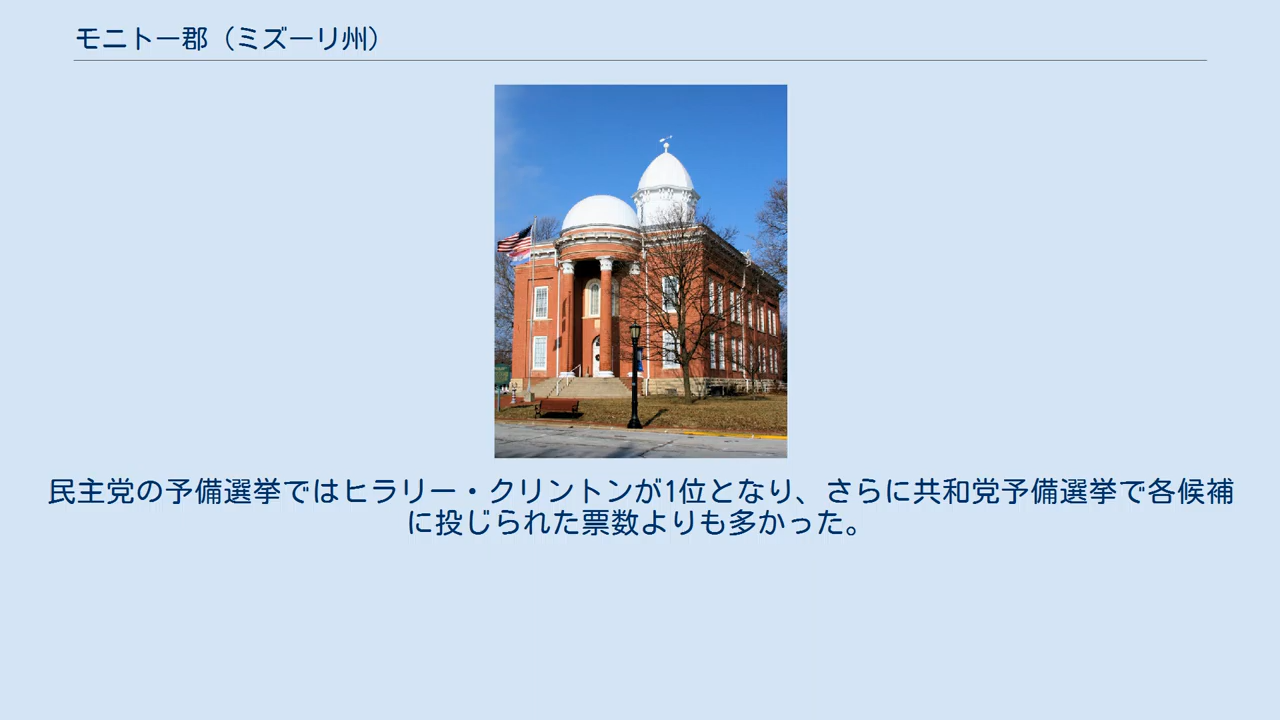 モニトー郡（ミズーリ州）
民主党の予備選挙ではヒラリー・クリントンが1位となり、さらに共和党予備選挙で各候補
に投じられた票数よりも多かった。